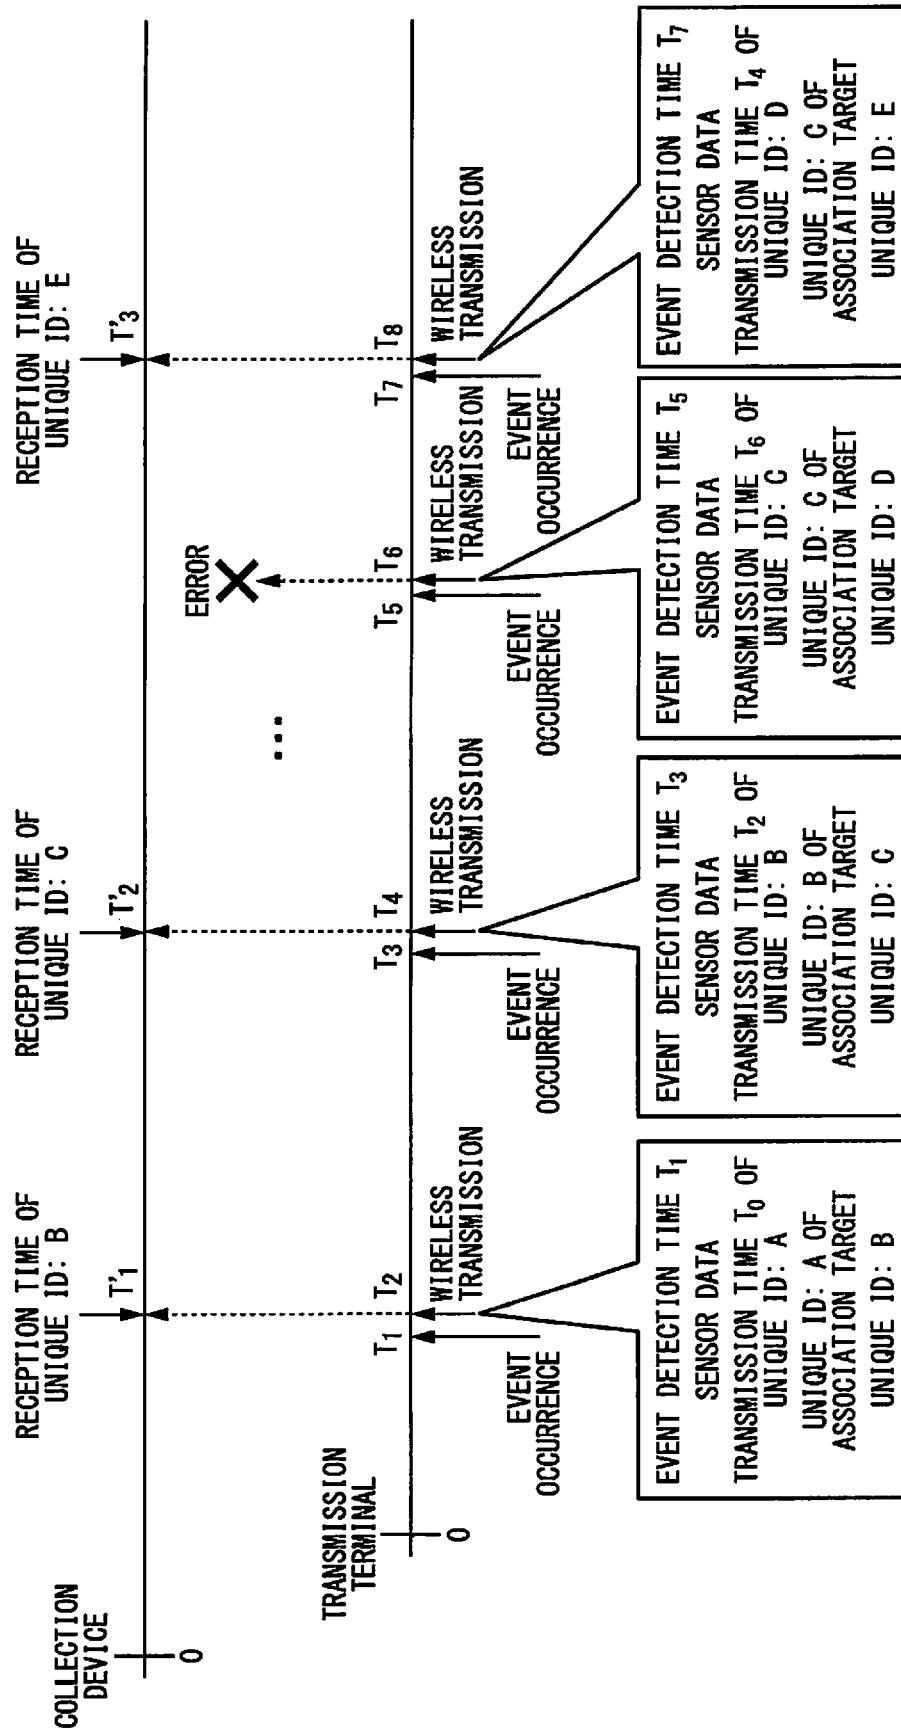 COLLECTION
DEVICE
0
RECEPTION TIME OF
UNIQUE ID: B
T'1
RECEPTION TIME OF
UNIQUE ID: C
T'2
RECEPTION TIME OF
UNIQUE ID: E
T'3
ERROR
...
TRANSMISSION
TERMINAL
0
T1
T2
T3
T4
T5
T6
T7
T8
WIRELESS
TRANSMISSION
WIRELESS
TRANSMISSION
WIRELESS
TRANSMISSION
WIRELESS
TRANSMISSION
EVENT
OCCURRENCE
EVENT
OCCURRENCE
EVENT
OCCURRENCE
EVENT
OCCURRENCE
EVENT DETECTION TIME T1
SENSOR DATA
TRANSMISSION TIME T0 OF
UNIQUE ID: A
UNIQUE ID: A OF
ASSOCIATION TARGET
UNIQUE ID: B
EVENT DETECTION TIME T3
SENSOR DATA
TRANSMISSION TIME T2 OF
UNIQUE ID: B
UNIQUE ID: B OF
ASSOCIATION TARGET
UNIQUE ID: C
EVENT DETECTION TIME T5
SENSOR DATA
TRANSMISSION TIME T6 OF
UNIQUE ID: C
UNIQUE ID: C OF
ASSOCIATION TARGET
UNIQUE ID: D
EVENT DETECTION TIME T7
SENSOR DATA
TRANSMISSION TIME T4 OF
UNIQUE ID: D
UNIQUE ID: C OF
ASSOCIATION TARGET
UNIQUE ID: E